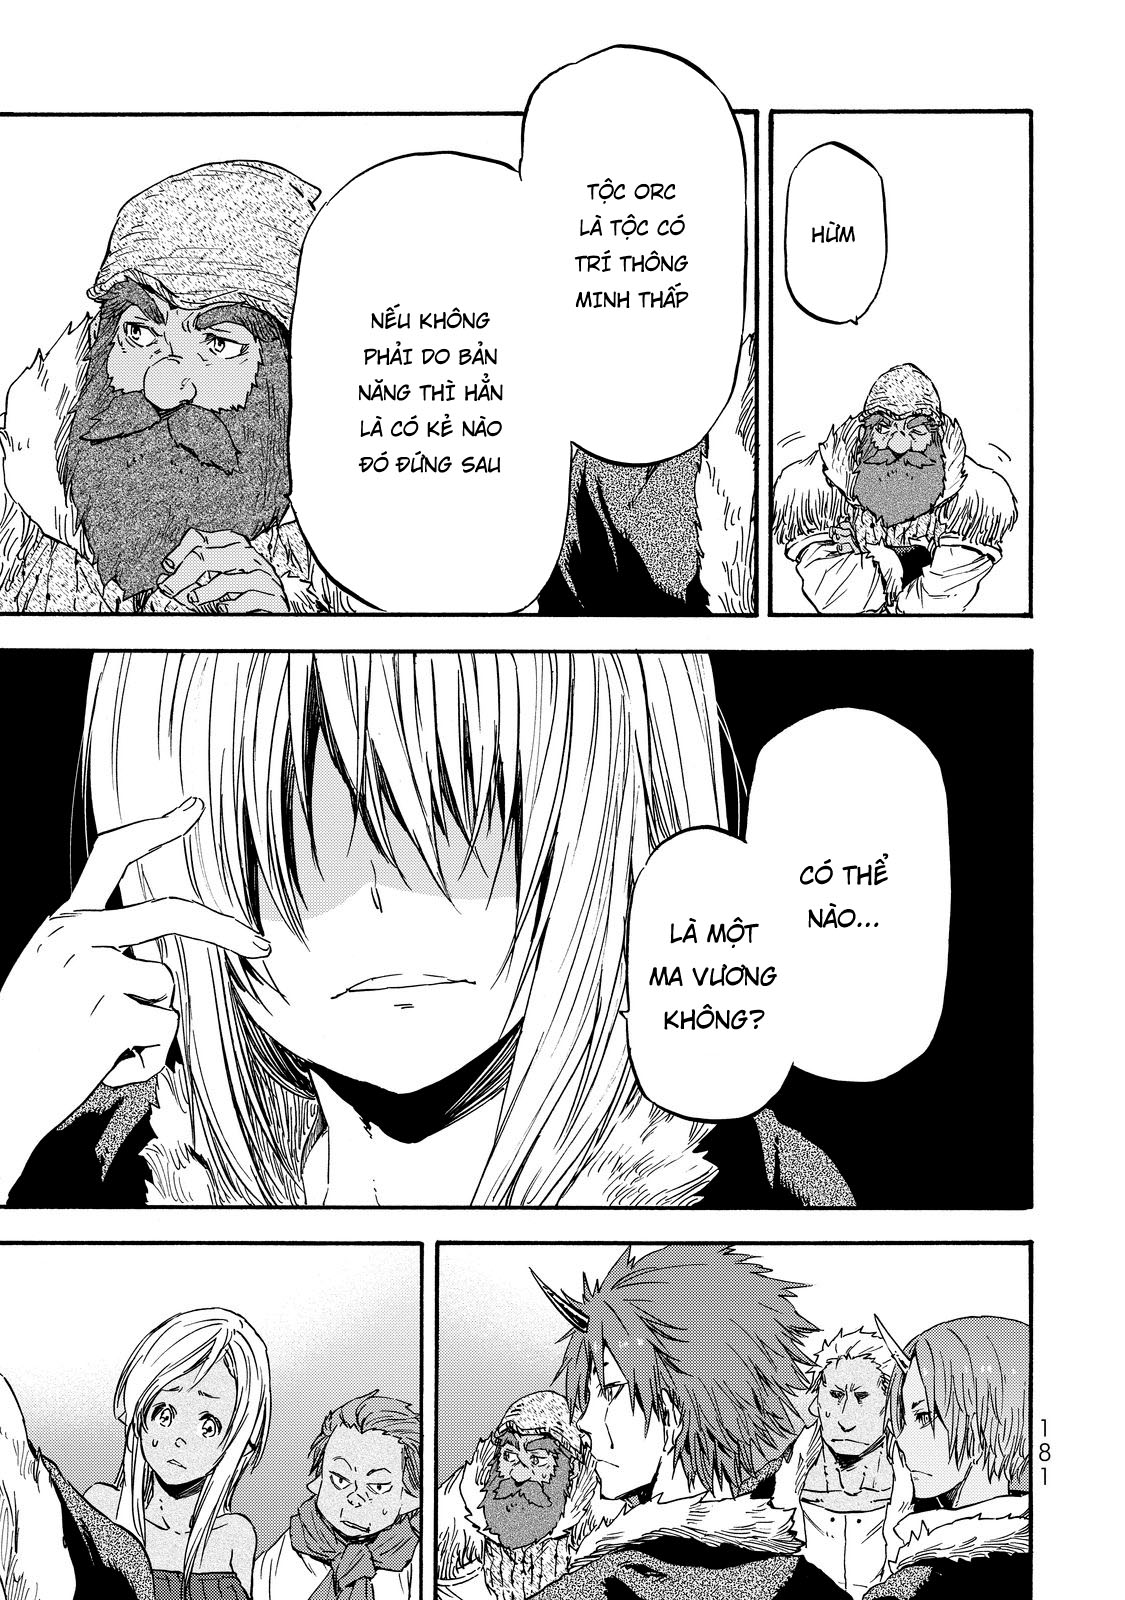 HỪM
TỘC ORC
LÀ TỘC CÓ
TRÍ THÔNG
MINH THẤP
NẾU KHÔNG
PHẢI DO BẢN
NĂNG THÌ HẲN
LÀ CÓ KẺ NÀO
ĐÓ ĐỨNG SAU
CÓ THỂ
NÀO...
LÀ MỘT
MA VƯƠNG
KHÔNG?
181